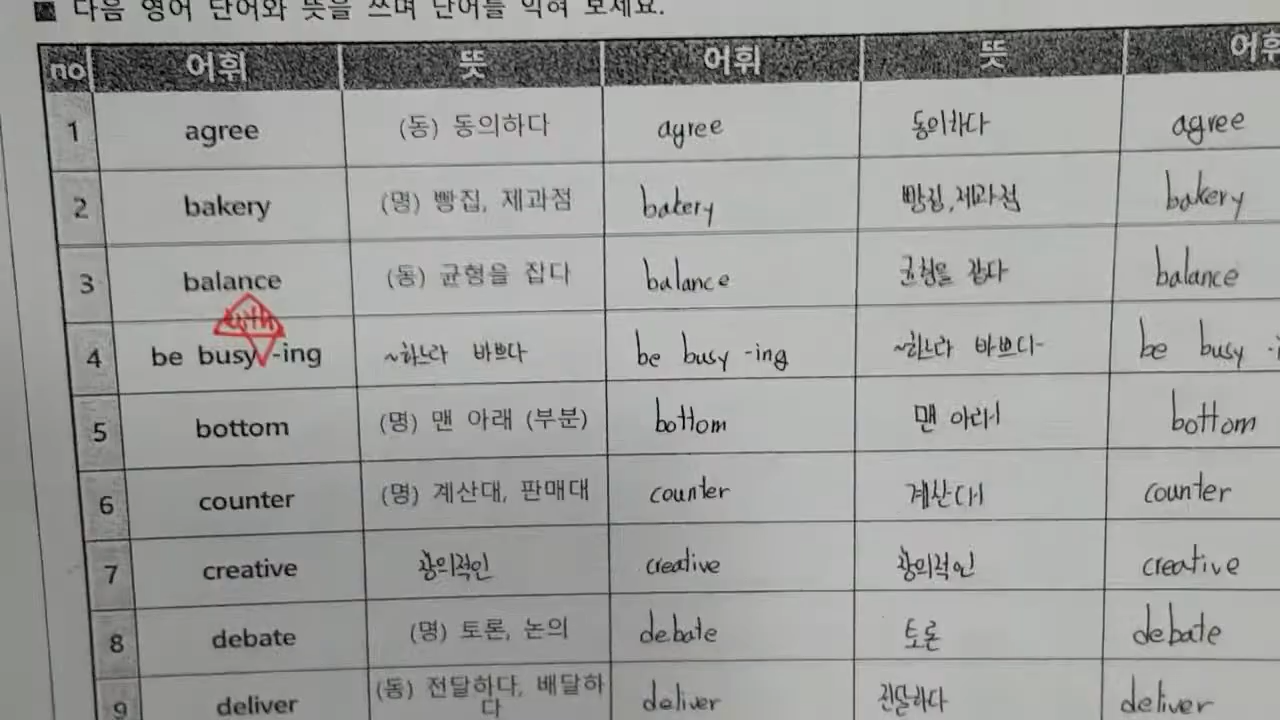 ■ 다음 영어 단어와 뜻을 쓰며 단어를 익혀 보세요.
no 어휘 뜻 어휘 뜻 어휘
1 agree (동) 동의하다 agree 동의하다 agree
2 bakery (명) 빵집, 제과점 bakery 빵집, 제과점 bakery
3 balance (동) 균형을 잡다 balance 균형을 잡다 balance
with
4 be busy -ing ~하느라 바쁘다 be busy -ing ~하느라 바쁘다 be busy
5 bottom (명) 맨 아래 (부분) bottom 맨 아래 bottom
6 counter (명) 계산대, 판매대 counter 계산대 counter
7 creative 창의적인 creative 창의적인 creative
8 debate (명) 토론, 논의 debate 토론 debate
9 deliver (동) 전달하다, 배달하 deliver 전달하다 deliver
다